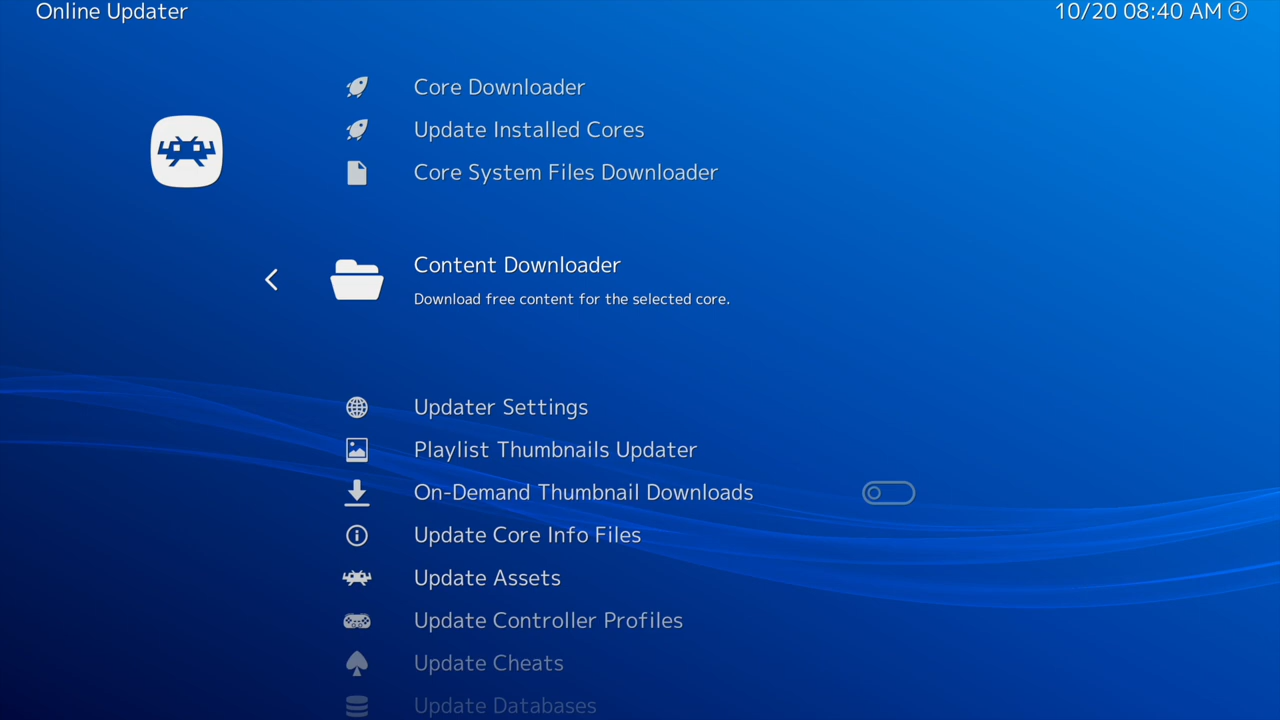 Online Updater
10/20 08:40 AM
Core Downloader
Update Installed Cores
Core System Files Downloader
Content Downloader
Download free content for the selected core.
Updater Settings
Playlist Thumbnails Updater
On-Demand Thumbnail Downloads
Update Core Info Files
Update Assets
Update Controller Profiles
Update Cheats
Update Databases